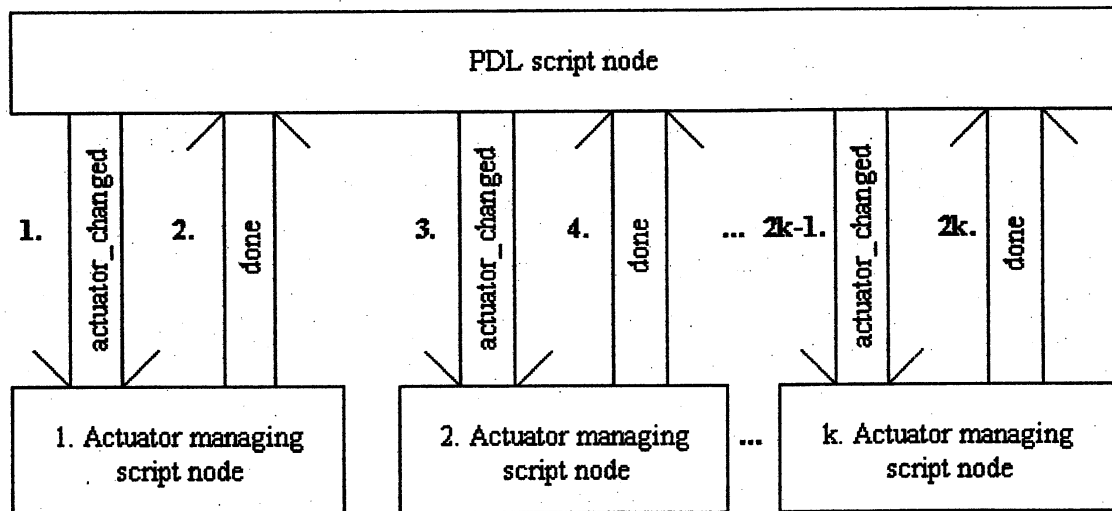 PDL script node
1.
actuator_changed
2.
done
3.
actuator_changed
4.
done
...
2k-1.
actuator_changed
2k.
done
1. Actuator managing
script node
2. Actuator managing
script node
...
k. Actuator managing
script node